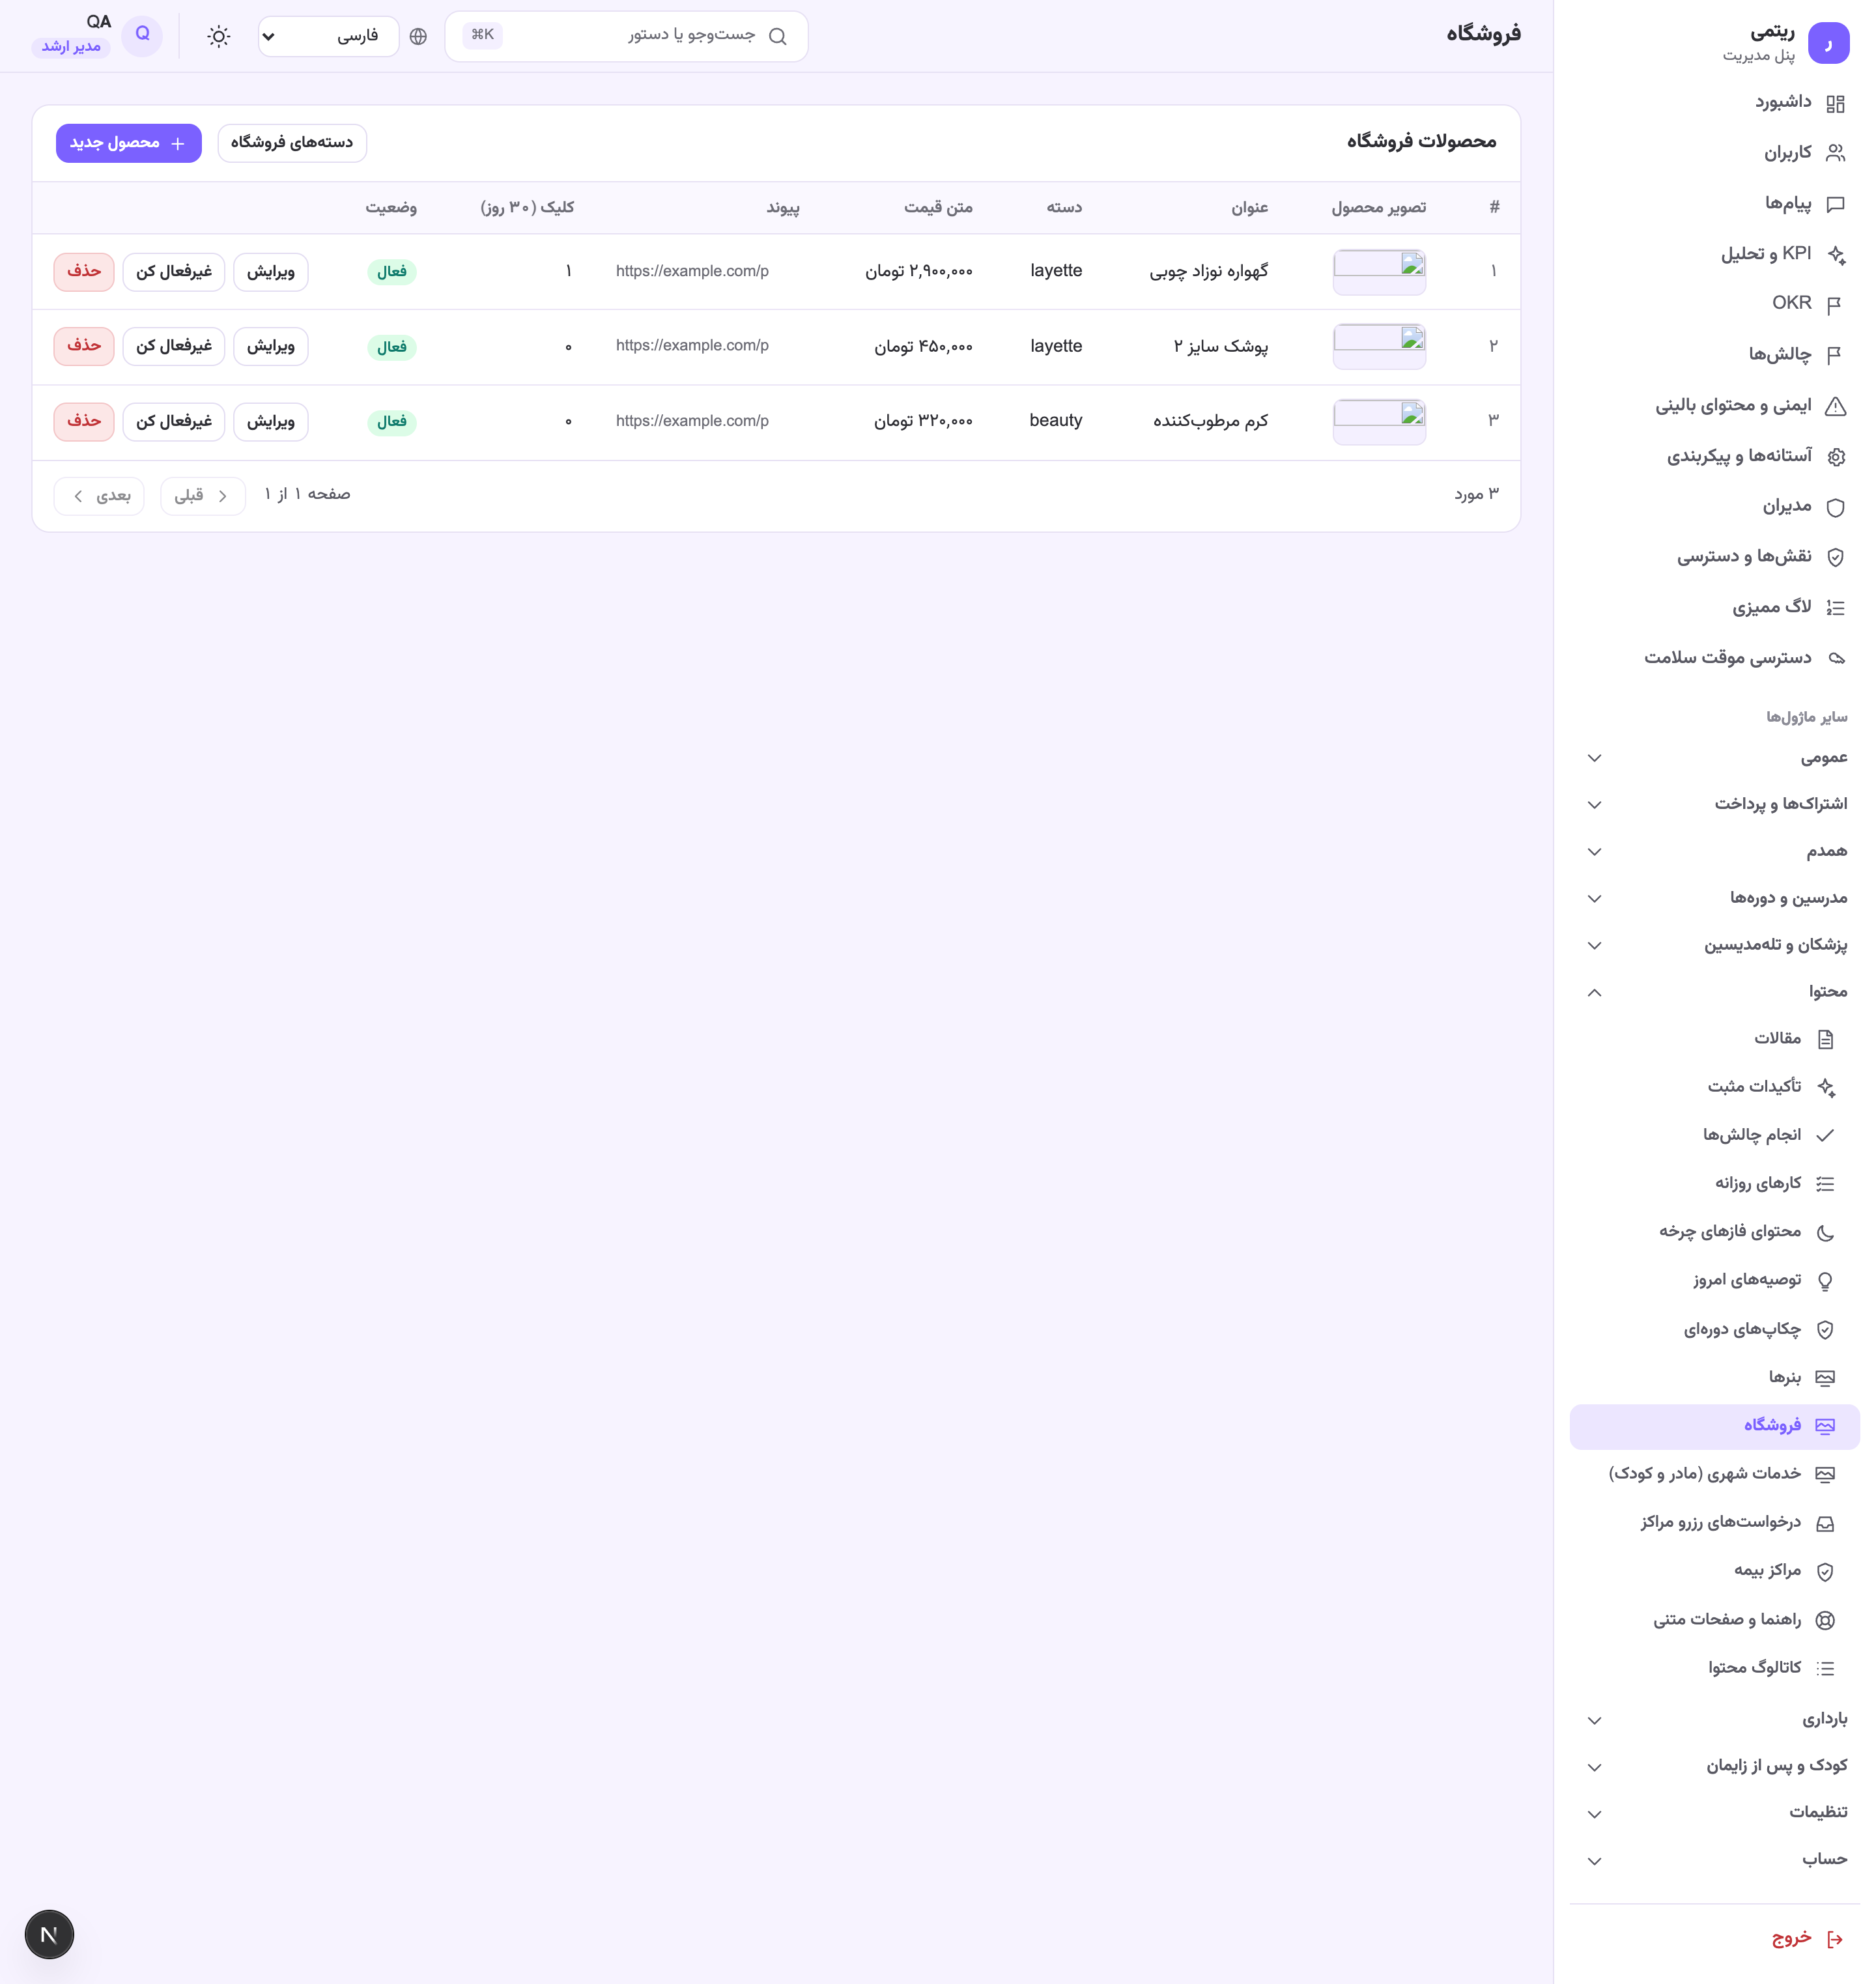 ر
ریتمی
پنل مدیریت
داشبورد
کاربران
پیام‌ها
KPI و تحلیل
OKR
چالش‌ها
ایمنی و محتوای بالینی
آستانه‌ها و پیکربندی
مدیران
نقش‌ها و دسترسی
لاگ ممیزی
دسترسی موقت سلامت
سایر ماژول‌ها
عمومی
اشتراک‌ها و پرداخت
همدم
مدرسین و دوره‌ها
پزشکان و تله‌مدیسین
محتوا
مقالات
تأکیدات مثبت
انجام چالش‌ها
کارهای روزانه
محتوای فازهای چرخه
توصیه‌های امروز
چکاپ‌های دوره‌ای
بنرها
فروشگاه
خدمات شهری (مادر و کودک)
درخواست‌های رزرو مراکز
مراکز بیمه
راهنما و صفحات متنی
کاتالوگ محتوا
بارداری
کودک و پس از زایمان
تنظیمات
حساب
خروج
فروشگاه
جست‌وجو یا دستور ⌘K
فارسی
Q
QA
مدیر ارشد
محصولات فروشگاه
دسته‌های فروشگاه
محصول جدید
# تصویر محصول عنوان دسته متن قیمت پیوند کلیک (۳۰ روز) وضعیت
۱ گهواره نوزاد چوبی layette ۲,۹۰۰,۰۰۰ تومان https://example.com/p ۱ فعال ویرایش غیرفعال کن حذف
۲ پوشک سایز ۲ layette ۴۵۰,۰۰۰ تومان https://example.com/p ۰ فعال ویرایش غیرفعال کن حذف
۳ کرم مرطوب‌کننده beauty ۳۲۰,۰۰۰ تومان https://example.com/p ۰ فعال ویرایش غیرفعال کن حذف
۳ مورد
صفحه ۱ از ۱
قبلی
بعدی
N